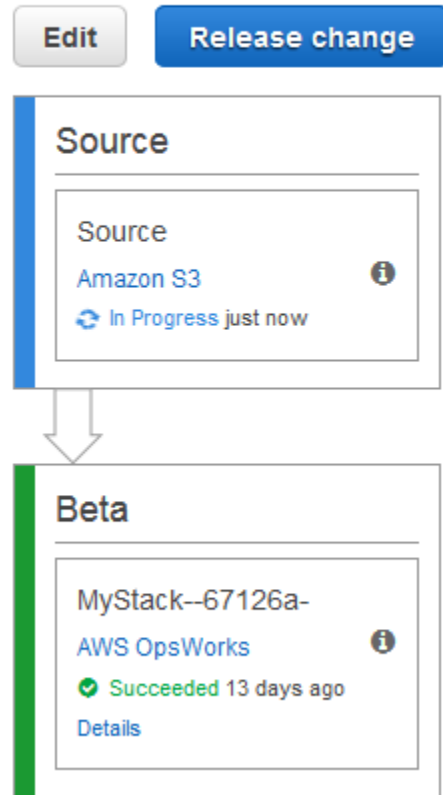 Edit
Release change
Source
Source
Amazon S3
In Progress just now
Beta
MyStack--67126a-
AWS OpsWorks
Succeeded 13 days ago
Details